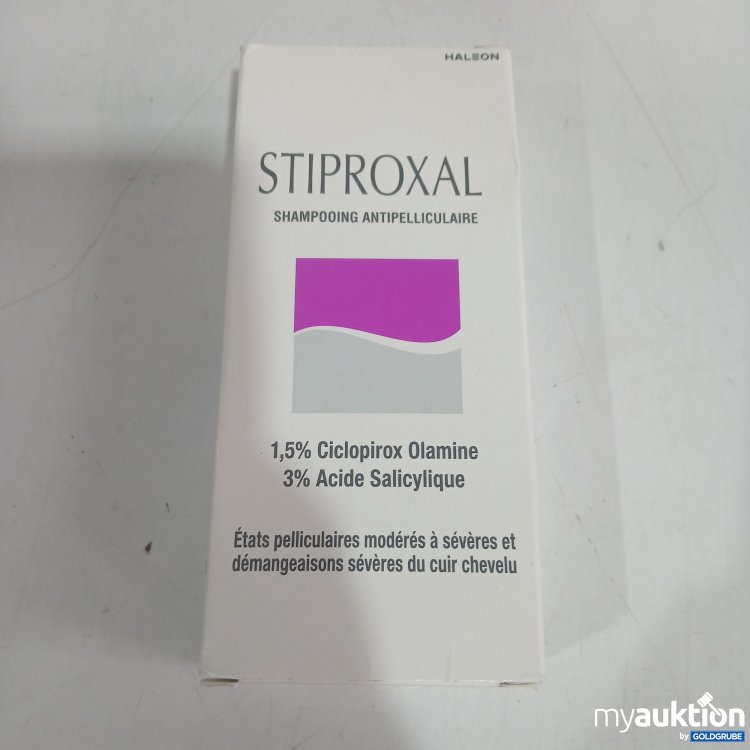 HALEON
STIPROXAL
SHAMPOOING ANTIPELLICULAIRE
1,5% Ciclopirox Olamine
3% Acide Salicylique
États pelliculaires modérés à sévères et
démangeaisons sévères du cuir chevelu
myauktion
by GOLDGRUBE